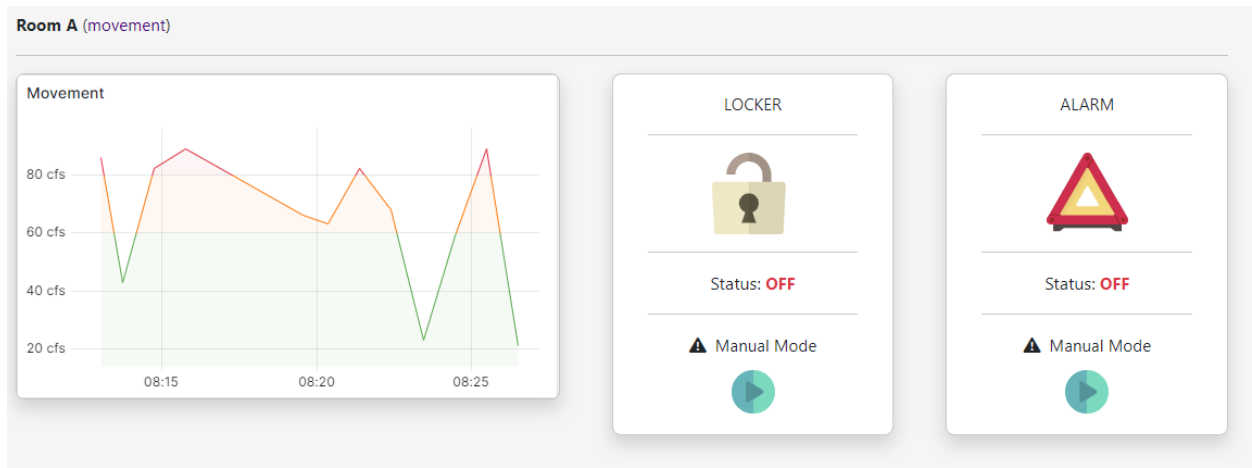 Room A (movement)
Movement
80 cfs
60 cfs
40 cfs
20 cfs
08:15 08:20 08:25
LOCKER
Status: OFF
Manual Mode
ALARM
Status: OFF
Manual Mode